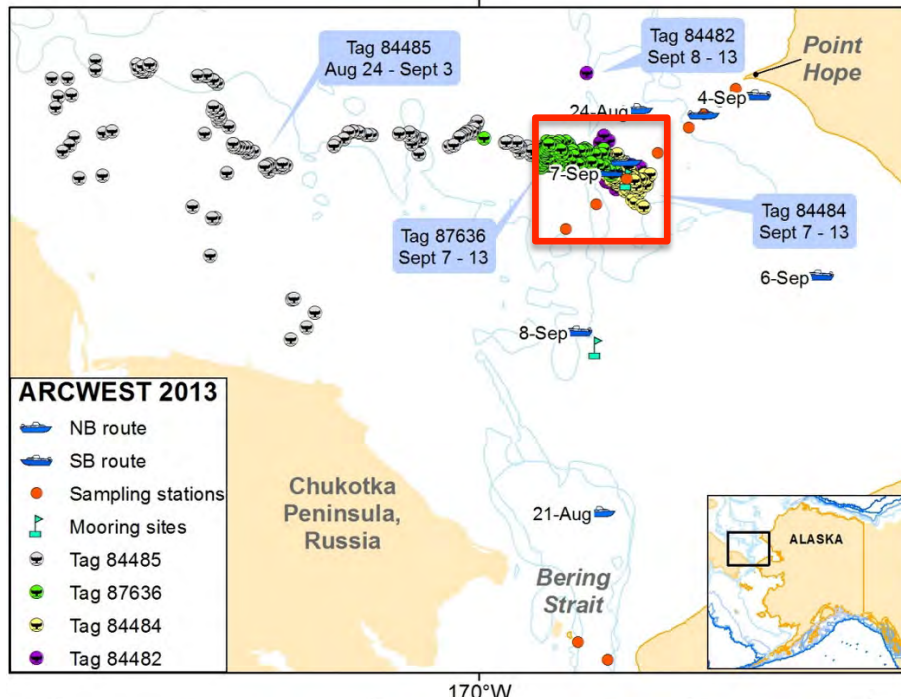 Tag 84485
Aug 24 - Sept 3
Tag 84482
Sept 8 - 13
Point
Hope
4-Sep
24-Aug
7-Sep
Tag 87636
Sept 7 - 13
Tag 84484
Sept 7 - 13
6-Sep
8-Sep
ARCWEST 2013
NB route
SB route
Sampling stations
Mooring sites
Tag 84485
Tag 87636
Tag 84484
Tag 84482
Chukotka
Peninsula,
Russia
21-Aug
Bering
Strait
ALASKA
170°W